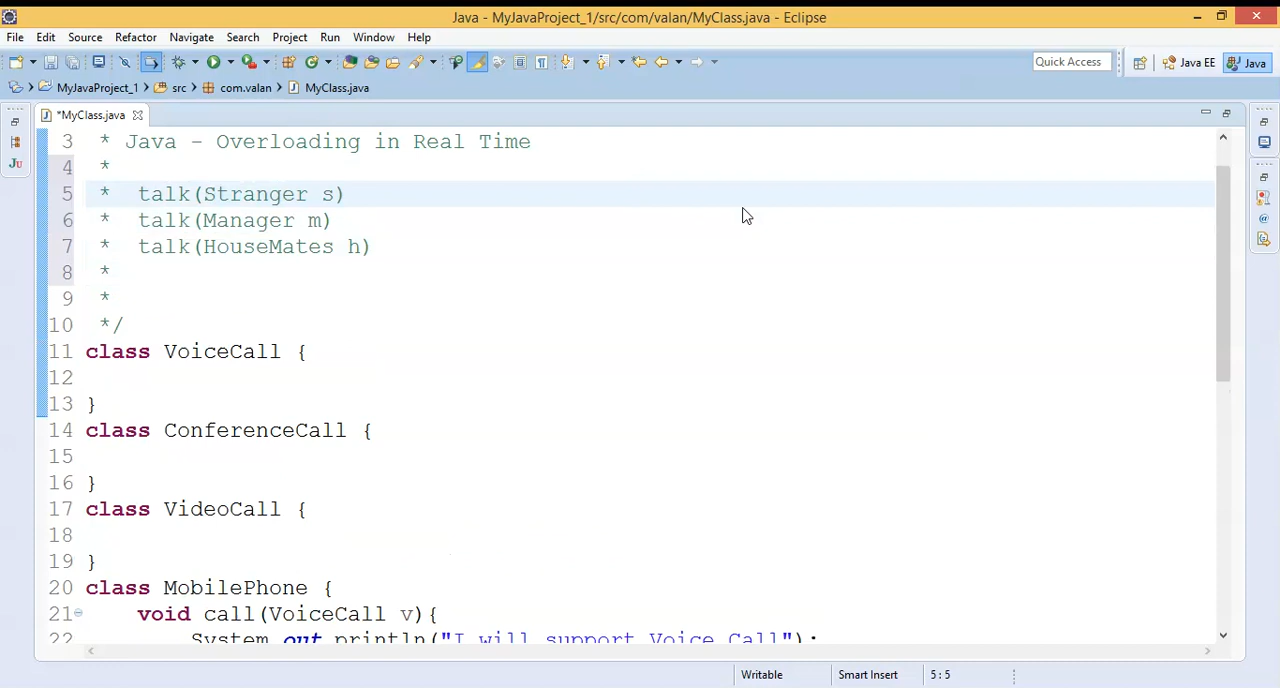 Java - MyJavaProject_1/src/com/valan/MyClass.java - Eclipse
File Edit Source Refactor Navigate Search Project Run Window Help
Quick Access Java EE Java
MyJavaProject_1 src com.valan MyClass.java
*MyClass.java
3 * Java - Overloading in Real Time
4 *
5 * talk(Stranger s)
6 * talk(Manager m)
7 * talk(HouseMates h)
8 *
9 *
10 */
11 class VoiceCall {
12
13 }
14 class ConferenceCall {
15
16 }
17 class VideoCall {
18
19 }
20 class MobilePhone {
21 void call(VoiceCall v){
22 System.out.println("I will support Voice Call");
Writable Smart Insert 5 : 5